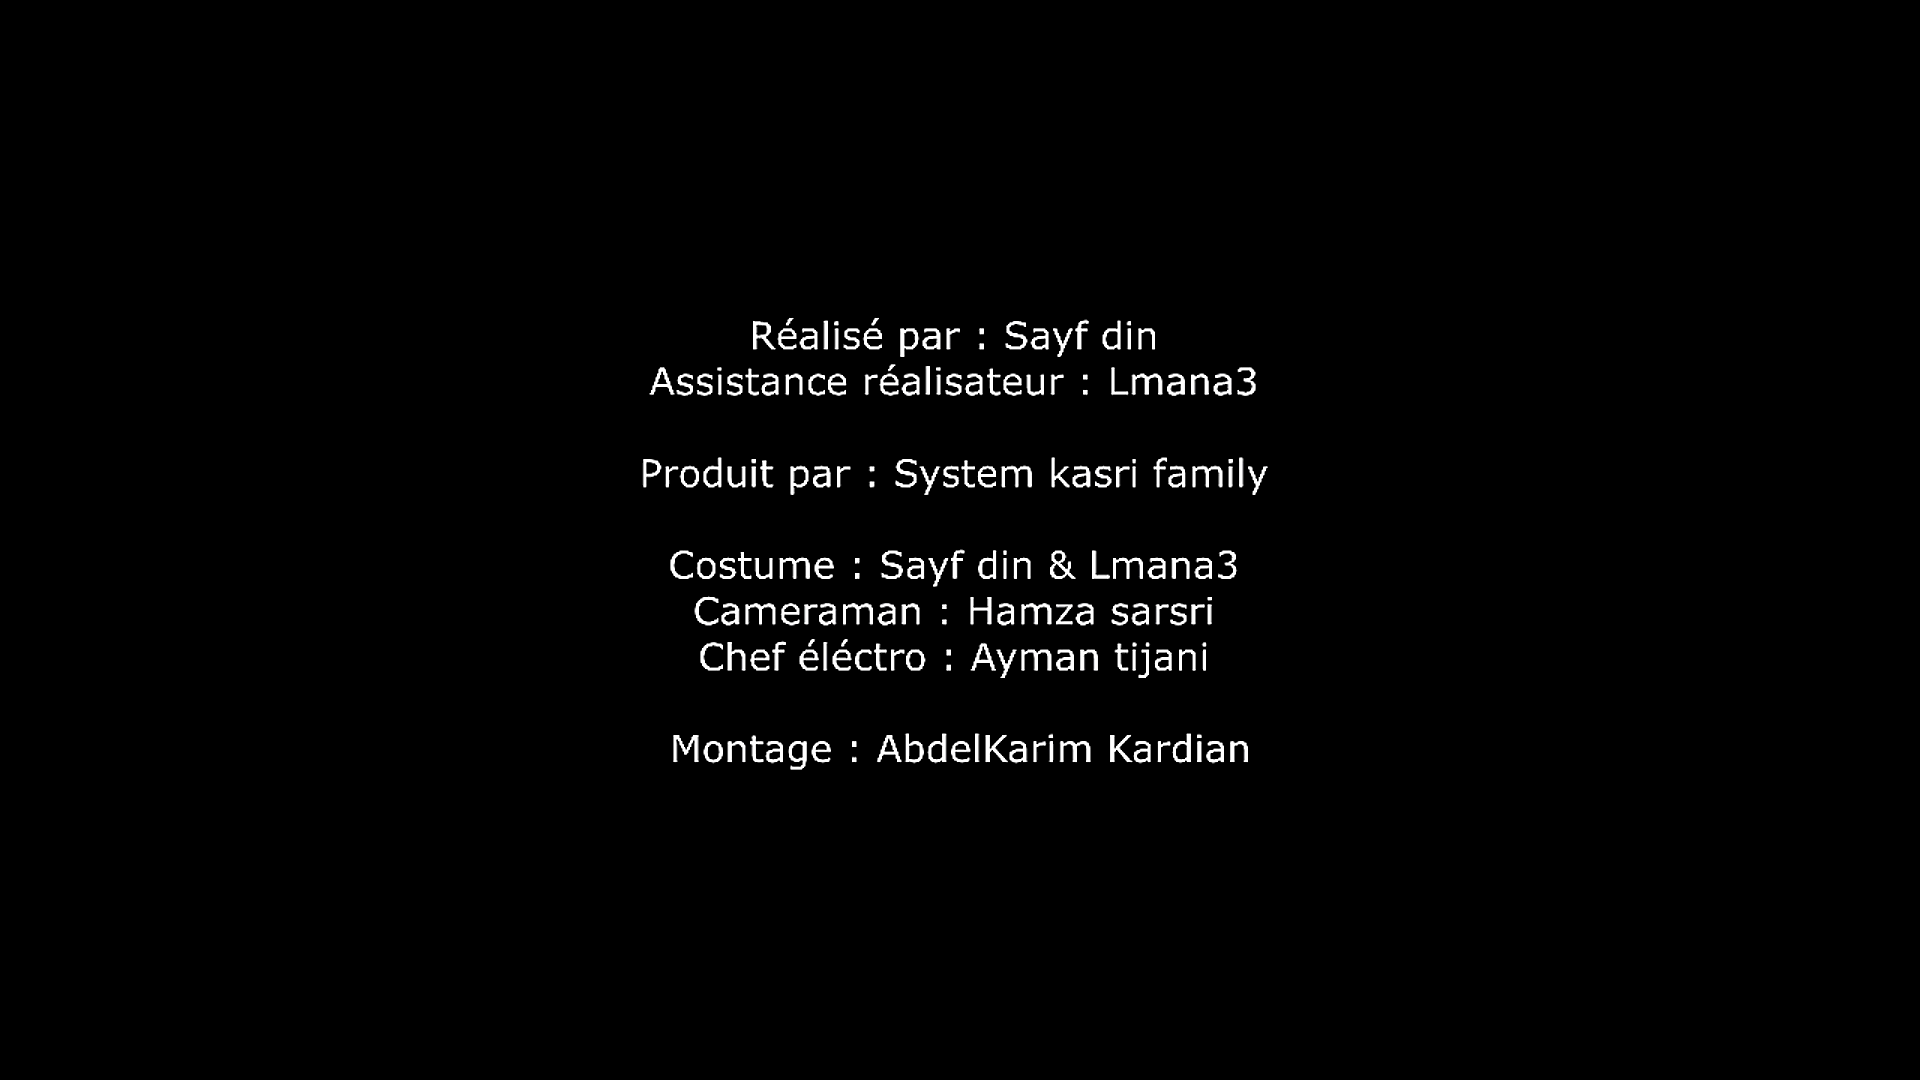 Réalisé par : Sayf din
Assistance réalisateur : Lmana3
Produit par : System kasri family
Costume : Sayf din & Lmana3
Cameraman : Hamza sarsri
Chef éléctro : Ayman tijani
Montage : AbdelKarim Kardian